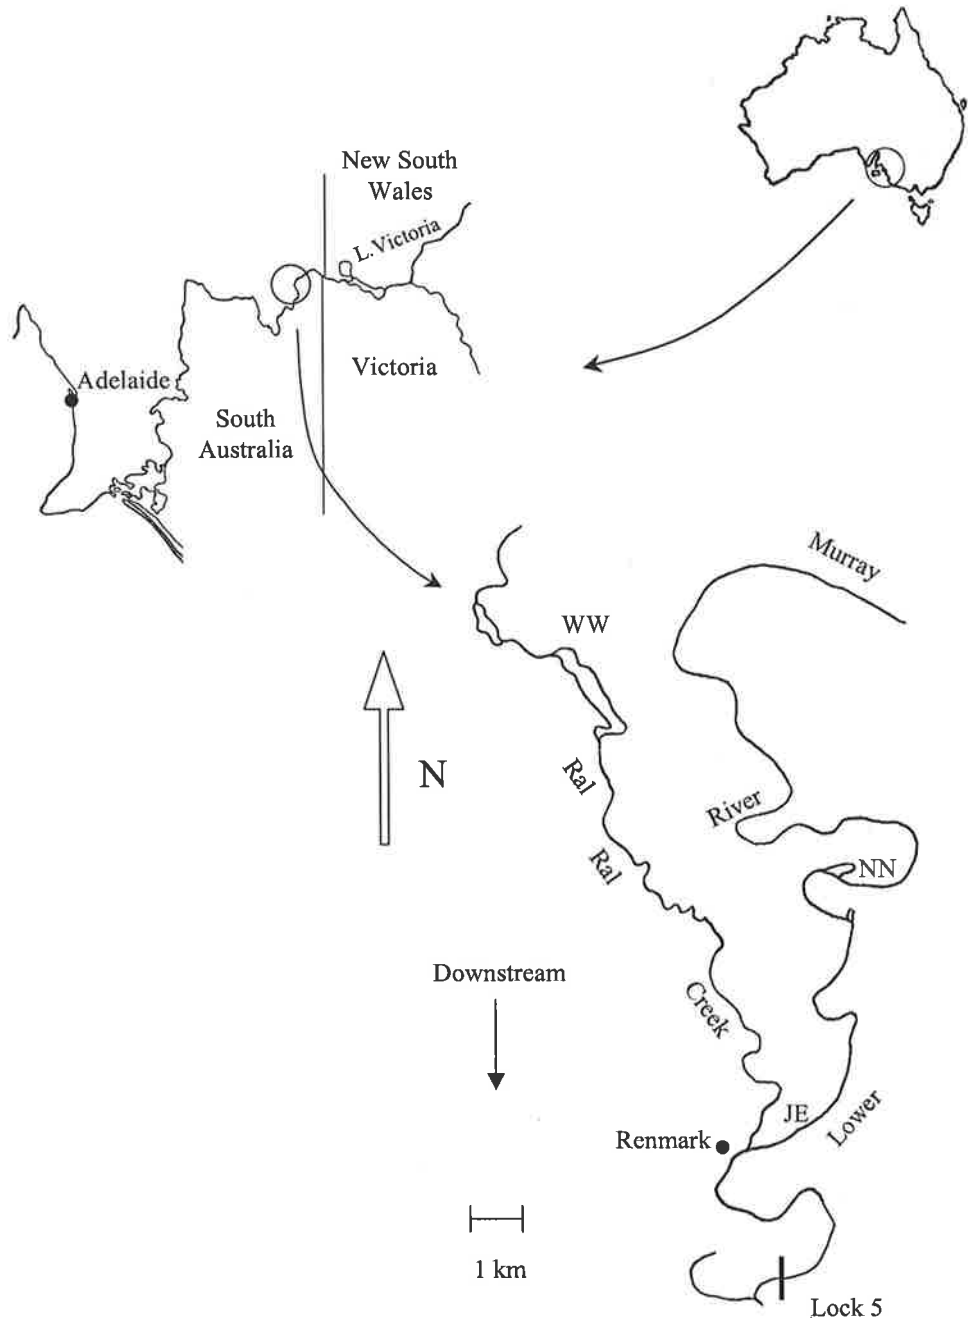 New South
Wales
L.Victoria
Victoria
Adelaide
South
Australia
Murray
WW
N
Ral
River
Ral
NN
Downstream
Creek
JE
Lower
Renmark
1 km
Lock 5